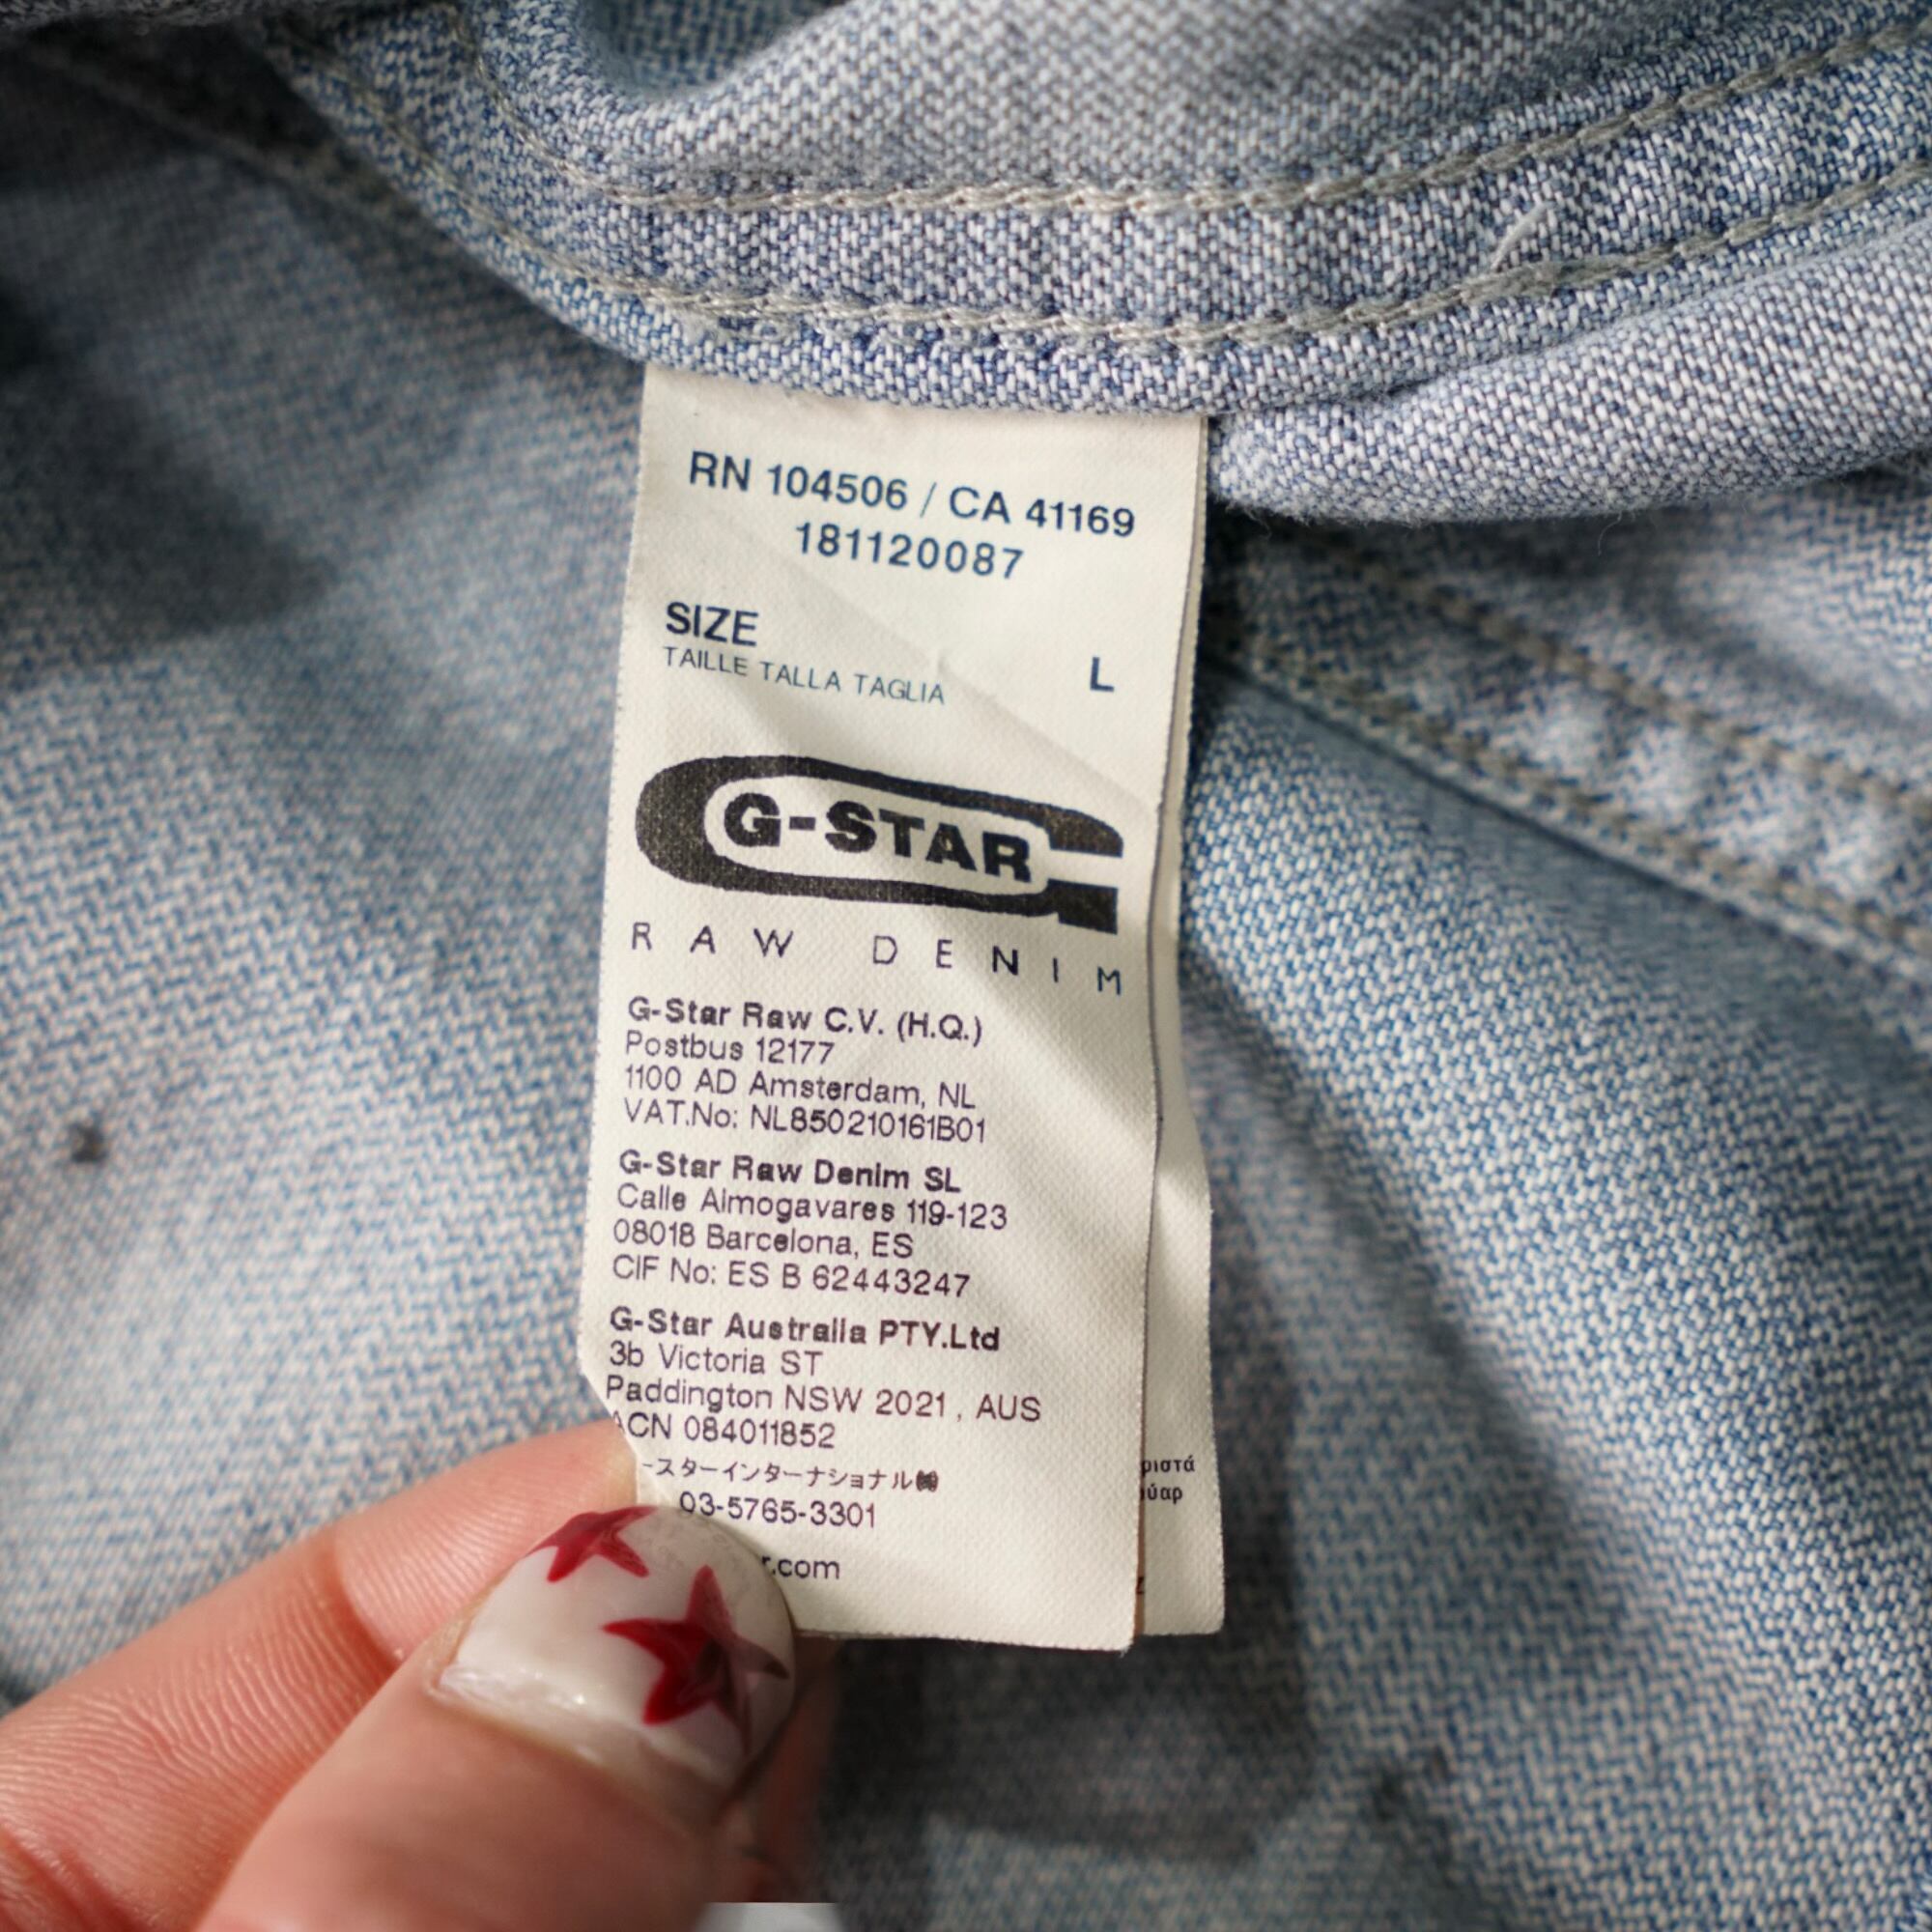 RN 104506 / CA 41169
181120087
SIZE
TAILLE TALLA TAGLIA
L
G-STAR
RAW DENIM
G-Star Raw C.V. (H.Q.)
Postbus 12177
1100 AD Amsterdam, NL
VAT.No: NL850210161B01
G-Star Raw Denim SL
Calle Almogavares 119-123
08018 Barcelona, ES
CIF No: ES B 62443247
G-Star Australia PTY.Ltd
3b Victoria ST
Paddington NSW 2021, AUS
ACN 084011852
ースターインターナショナル㈱
03-5765-3301
r.com
ριστά
ούαρ